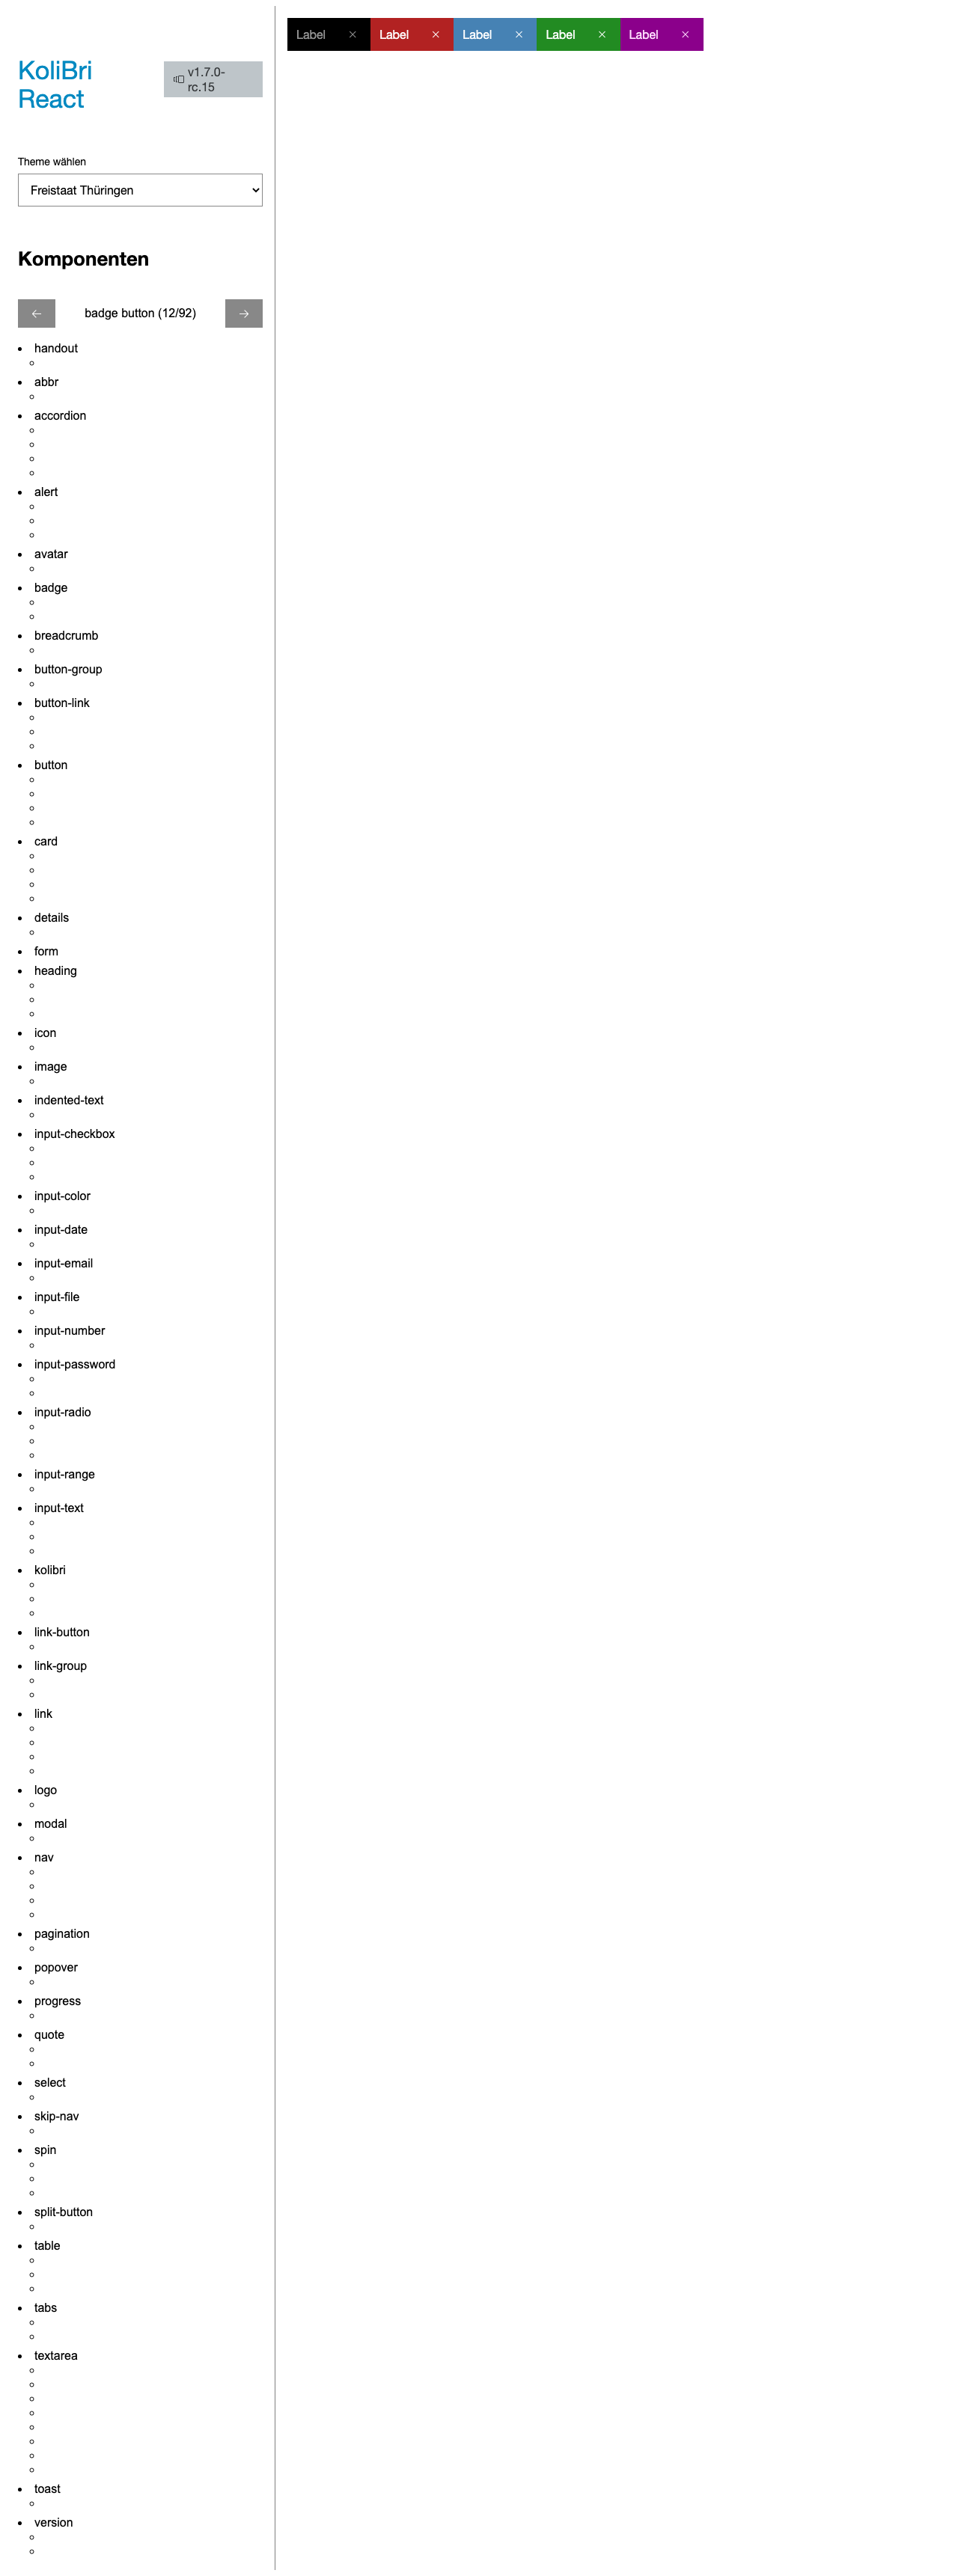 KoliBri
React
v1.7.0-
rc.15
Theme wählen
Freistaat Thüringen
Komponenten
badge button (12/92)
handout
abbr
accordion
alert
avatar
badge
breadcrumb
button-group
button-link
button
card
details
form
heading
icon
image
indented-text
input-checkbox
input-color
input-date
input-email
input-file
input-number
input-password
input-radio
input-range
input-text
kolibri
link-button
link-group
link
logo
modal
nav
pagination
popover
progress
quote
select
skip-nav
spin
split-button
table
tabs
textarea
toast
version
Label Label Label Label Label